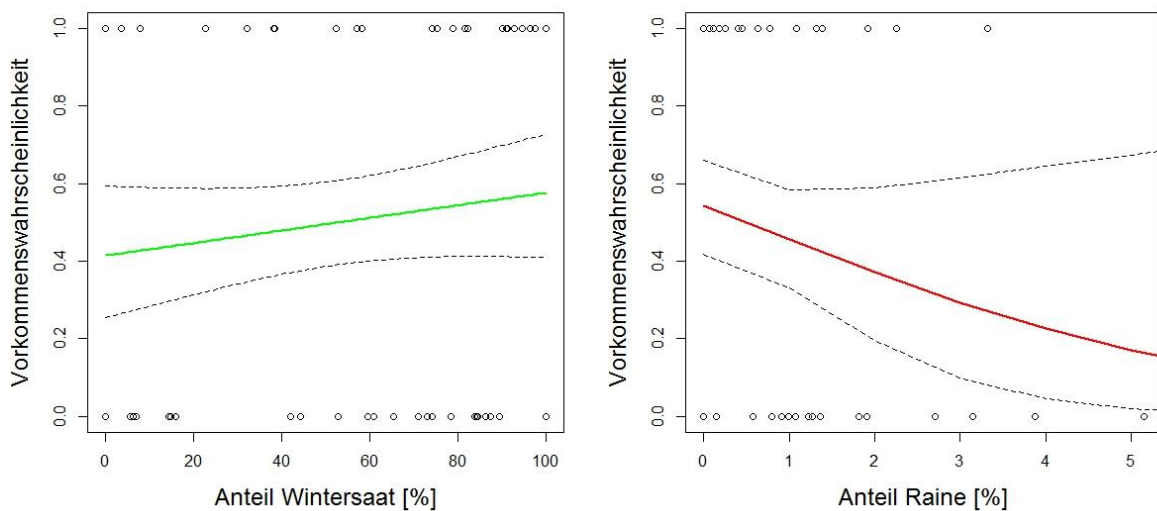 Vorkommenswahrscheinlichkeit
1.0
0.8
0.6
0.4
0.2
0.0
0 20 40 60 80 100
Anteil Wintersaat [%]
Vorkommenswahrscheinlichkeit
1.0
0.8
0.6
0.4
0.2
0.0
0 1 2 3 4 5
Anteil Raine [%]